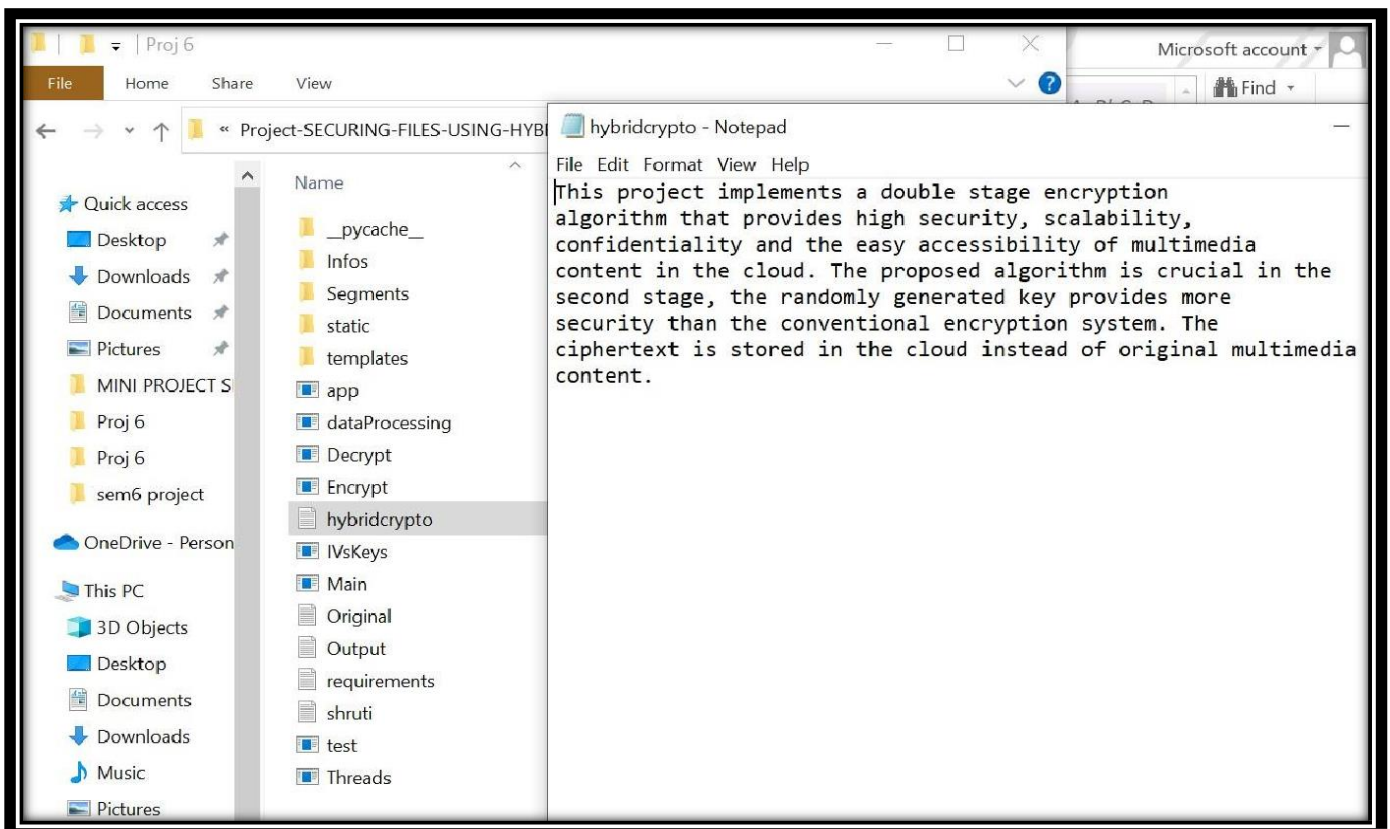 Proj 6
Microsoft account
File Home Share View
Find
« Project-SECURING-FILES-USING-HYB
hybridcrypto - Notepad
File Edit Format View Help
Quick access
Desktop
Downloads
Documents
Pictures
MINI PROJECT S
Proj 6
Proj 6
sem6 project
OneDrive - Person
This PC
3D Objects
Desktop
Documents
Downloads
Music
Pictures
Name
__pycache__
Infos
Segments
static
templates
app
dataProcessing
Decrypt
Encrypt
hybridcrypto
IVsKeys
Main
Original
Output
requirements
shruti
test
Threads
This project implements a double stage encryption
algorithm that provides high security, scalability,
confidentiality and the easy accessibility of multimedia
content in the cloud. The proposed algorithm is crucial in the
second stage, the randomly generated key provides more
security than the conventional encryption system. The
ciphertext is stored in the cloud instead of original multimedia
content.